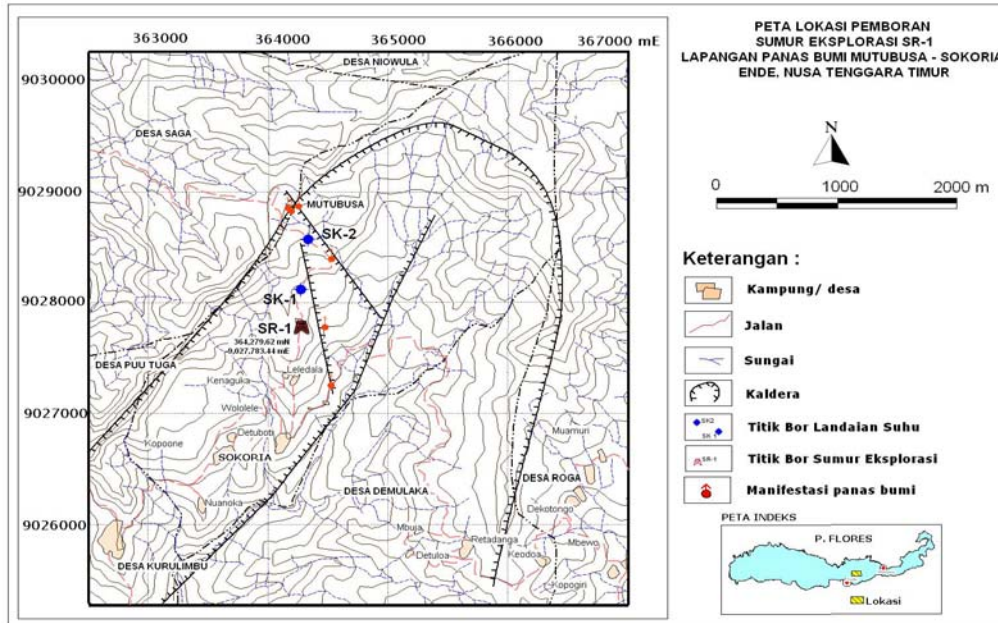 PETA LOKASI PEMBORAN
SUMUR EKSPLORASI SR-1
LAPANGAN PANAS BUMI MUTUBUSA - SOKORIA
ENDE, NUSA TENGGARA TIMUR
363000 364000 365000 366000 367000 mE
9030000
9029000
9028000
9027000
9026000
DESA NIOWULA
DESA SAGA
MUTUBUSA
SK-2
SK-1
SR-1
364,279.62 mN
-9,027,783.44 mE
DESA PUU TUGA
Leledala
Kenaguka
Wololele
Detuboti
Kopoone
SOKORIA
Muamuri
Nuanoka
DESA DEMULAKA
DESA ROGA
Dekotongo
Mbuja
Retadanga
Mbewo
Detuloa
Keodoa
DESA KURULIMBU
Kopogiri
N
0 1000 2000 m
Keterangan :
Kampung/ desa
Jalan
Sungai
Kaldera
SK2
SK 1
Titik Bor Landaian Suhu
SR-1
Titik Bor Sumur Eksplorasi
Manifestasi panas bumi
PETA INDEKS
P. FLORES
Lokasi